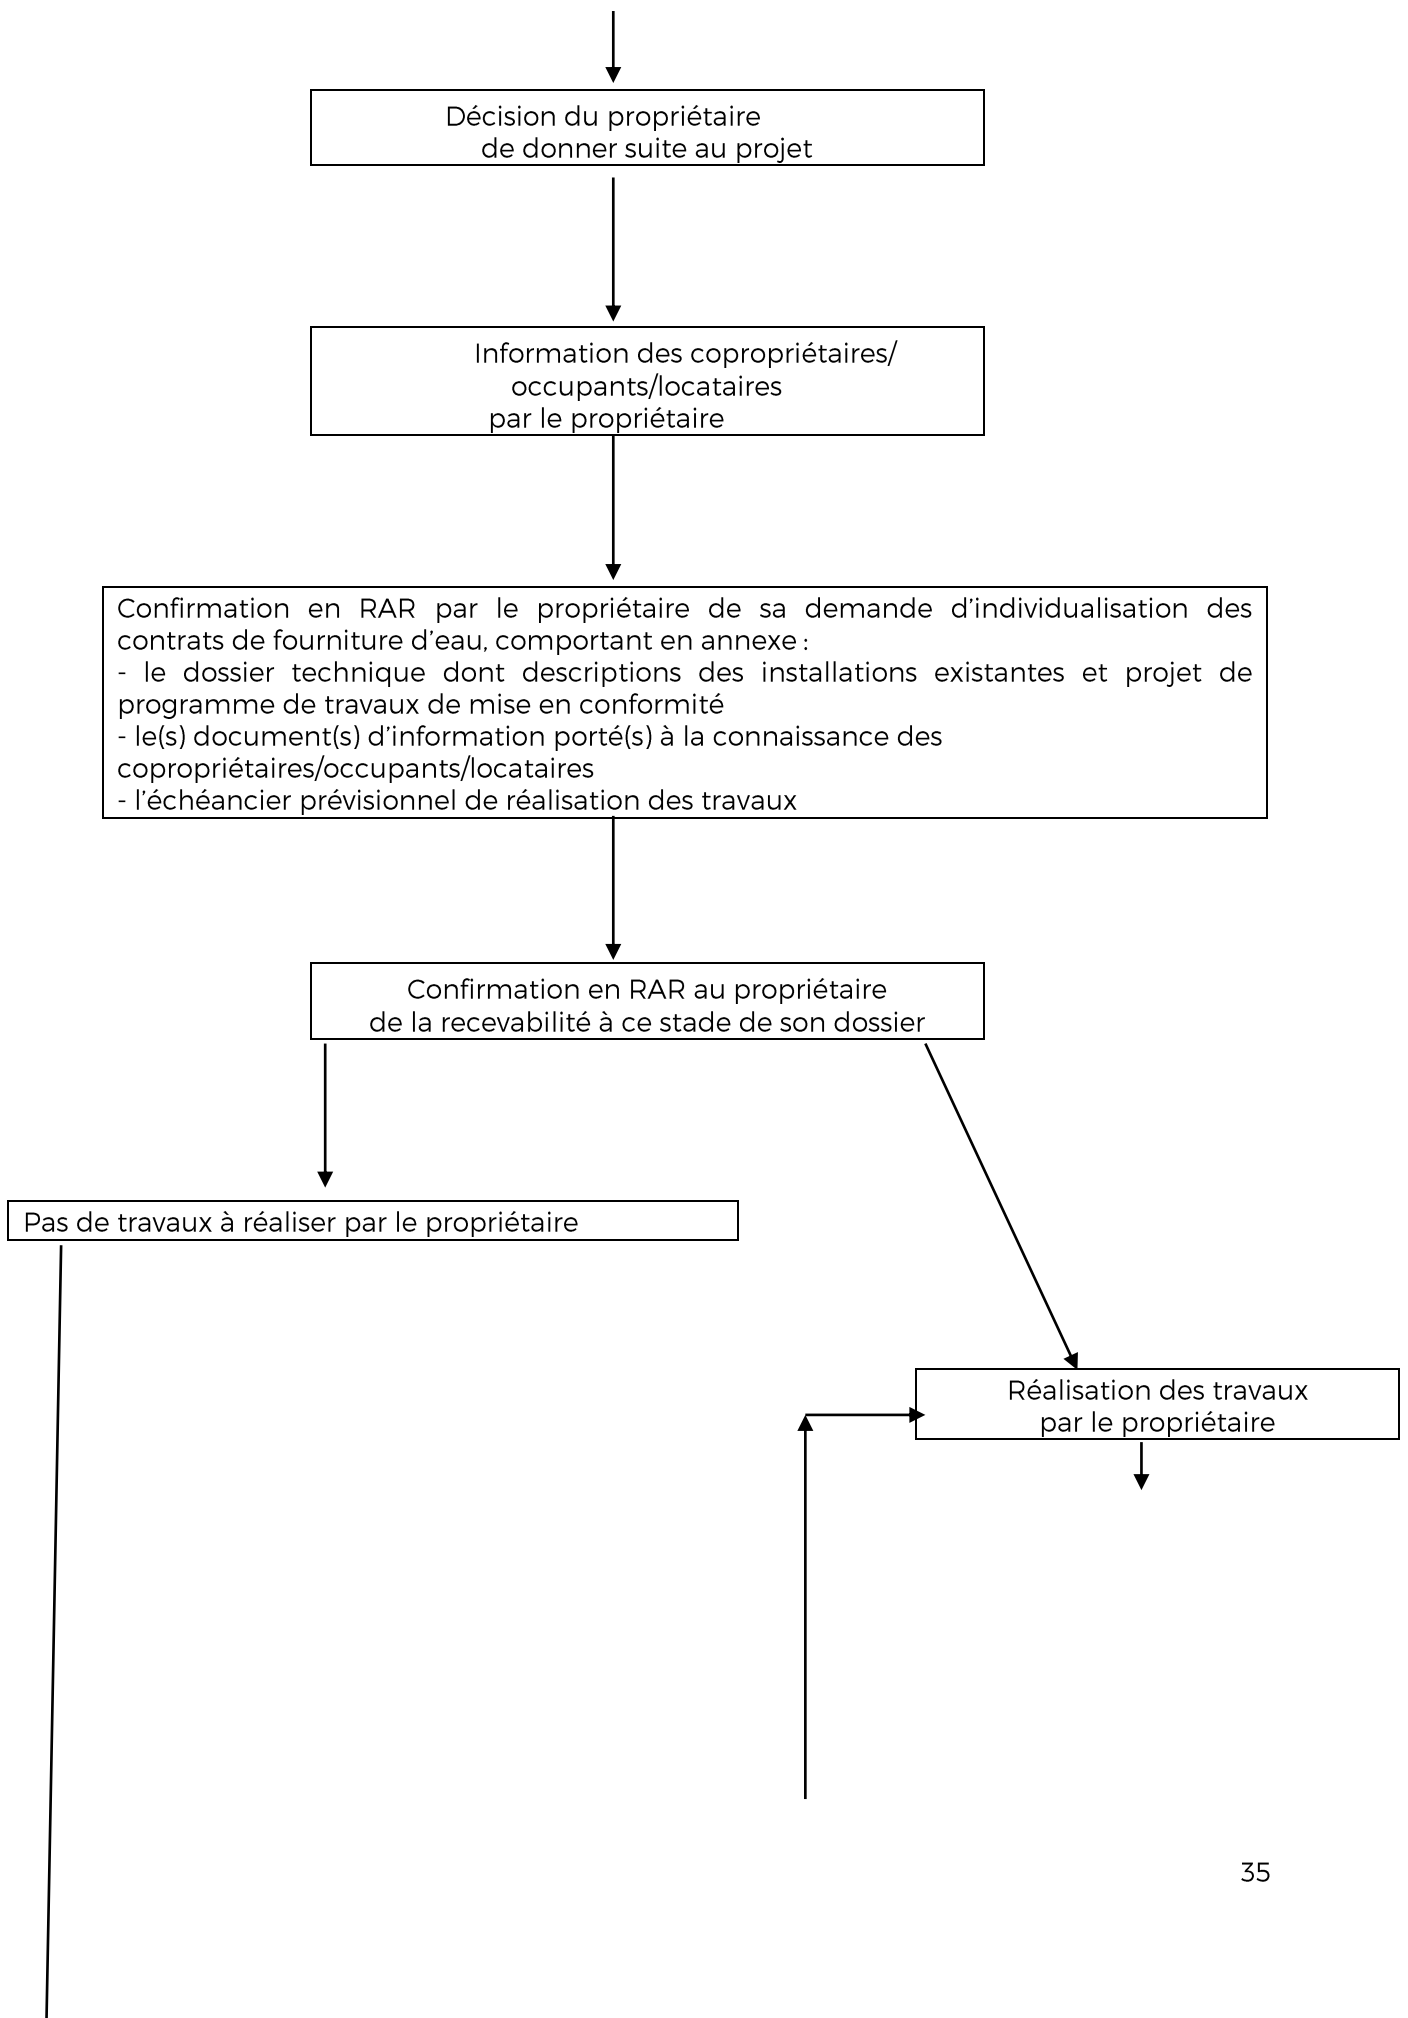 Décision du propriétaire
de donner suite au projet
Information des copropriétaires/
occupants/locataires
par le propriétaire
Confirmation en RAR par le propriétaire de sa demande d’individualisation des
contrats de fourniture d’eau, comportant en annexe :
- le dossier technique dont descriptions des installations existantes et projet de
programme de travaux de mise en conformité
- le(s) document(s) d’information porté(s) à la connaissance des
copropriétaires/occupants/locataires
- l’échéancier prévisionnel de réalisation des travaux
Confirmation en RAR au propriétaire
de la recevabilité à ce stade de son dossier
Pas de travaux à réaliser par le propriétaire
Réalisation des travaux
par le propriétaire
35